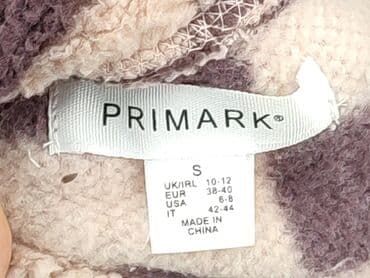 PRIMARK®
S
UK/IRL 10-12
EUR 38-40
USA 6-8
IT 42-44
MADE IN
CHINA